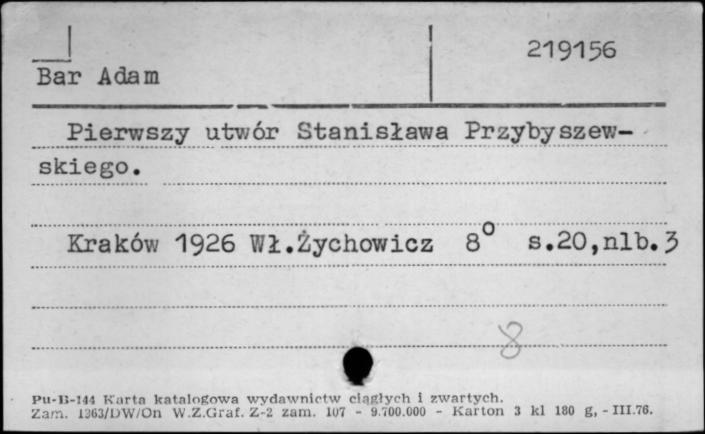 219156
Bar Adam
Pierwszy utwór Stanisława Przybyszew-
skiego.
Kraków 1926 Wł.Żychowicz 8° s.20,nlb.3
8
Pu-B-144 Karta katalogowa wydawnictw ciągłych i zwartych.
Zam. 1363/DW/On W.Z.Graf. Z-2 zam. 107 - 9.700.000 - Karton 3 kl 180 g, - III.76.